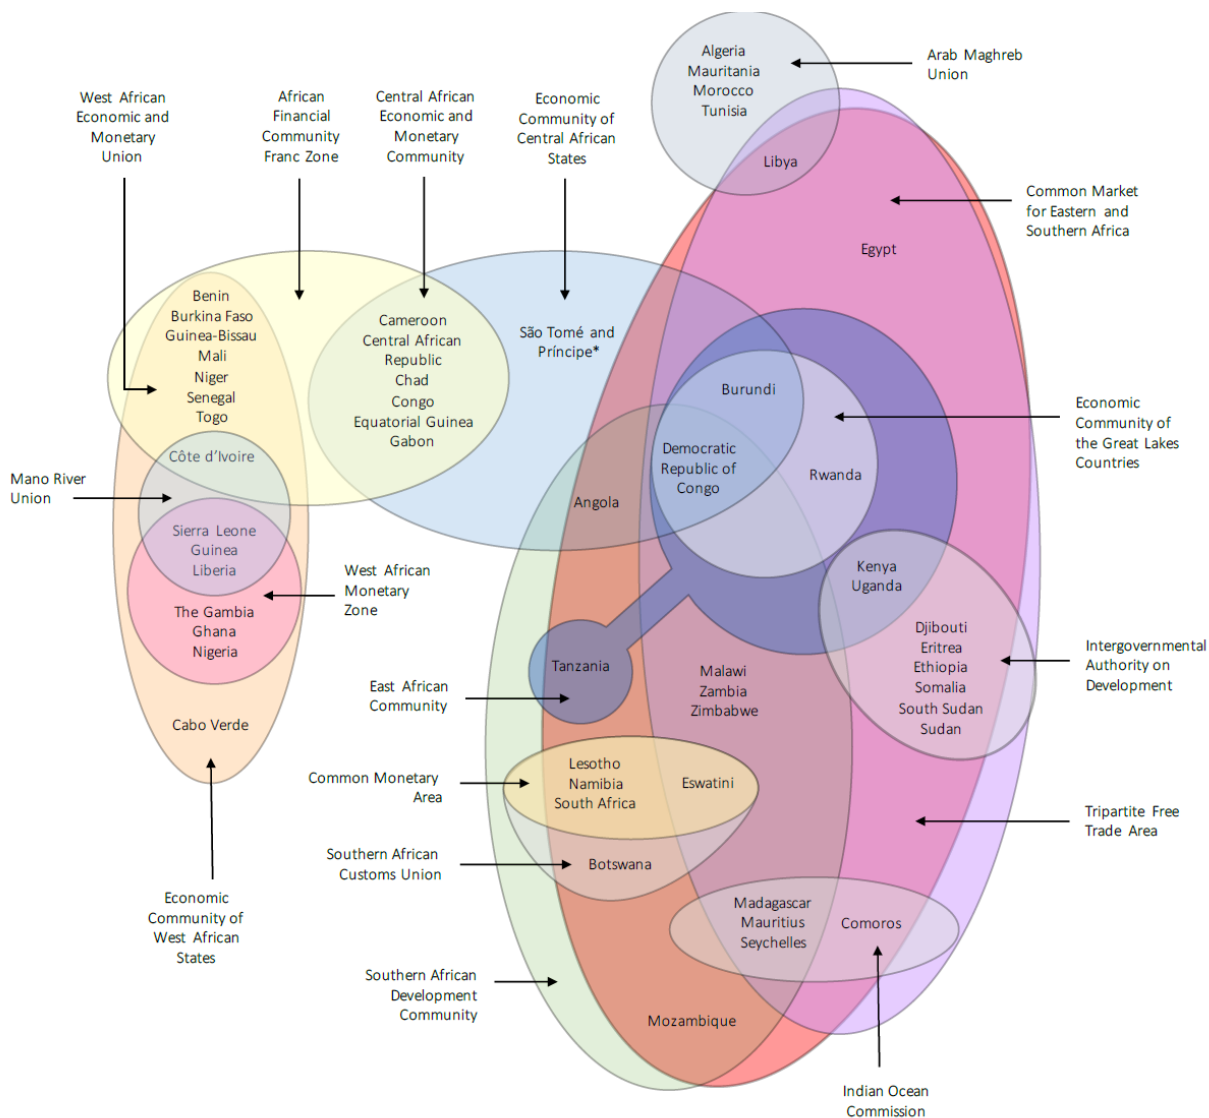 Algeria
Mauritania
Morocco
Tunisia
Arab Maghreb
Union
West African
Economic and
Monetary
Union
African
Financial
Community
Franc Zone
Central African
Economic and
Monetary
Community
Economic
Community of
Central African
States
Libya
Common Market
for Eastern and
Southern Africa
Egypt
Benin
Burkina Faso
Guinea-Bissau
Mali
Niger
Senegal
Togo
Cameroon
Central African
Republic
Chad
Congo
Equatorial Guinea
Gabon
São Tomé and
Príncipe*
Burundi
Economic
Community of
the Great Lakes
Countries
Côte d'Ivoire
Mano River
Union
Democratic
Republic of
Congo
Rwanda
Angola
Sierra Leone
Guinea
Liberia
West African
Monetary
Zone
Kenya
Uganda
The Gambia
Ghana
Nigeria
Djibouti
Eritrea
Ethiopia
Somalia
South Sudan
Sudan
Intergovernmental
Authority on
Development
Tanzania
East African
Community
Malawi
Zambia
Zimbabwe
Cabo Verde
Common Monetary
Area
Lesotho
Namibia
South Africa
Eswatini
Tripartite Free
Trade Area
Southern African
Customs Union
Botswana
Economic
Community of
West African
States
Madagascar
Mauritius
Seychelles
Comoros
Southern African
Development
Community
Mozambique
Indian Ocean
Commission